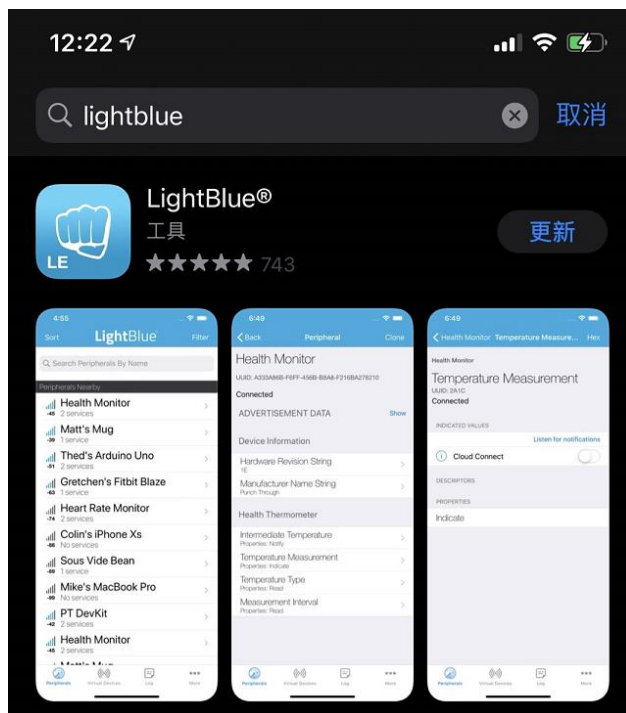 12:22
lightblue
取消
LightBlue®
工具
更新
LE
743
4:55
Sort LightBlue Filter
Search Peripherals By Name
Peripherals Nearby
Health Monitor
-45 2 services
Matt's Mug
-39 1 service
Thed's Arduino Uno
-51 2 services
Gretchen's Fitbit Blaze
-63 1 service
Heart Rate Monitor
-74 2 services
Colin's iPhone Xs
No services
Sous Vide Bean
1 service
Mike's MacBook Pro
No services
PT DevKit
-42 2 services
Health Monitor
-45 2 services
Peripherals Virtual Devices Log More
6:49
Back Peripheral Clone
Health Monitor
Connected
ADVERTISEMENT DATA Show
Device Information
Hardware Revision String
1E
Manufacturer Name String
Punch Through
Health Thermometer
Intermediate Temperature
Properties: Notify
Temperature Measurement
Properties: Indicate
Temperature Type
Properties: Read
Measurement Interval
Properties: Read
Peripherals Virtual Devices Log More
6:49
Health Monitor Temperature Measure... Hex
Health Monitor
Temperature Measurement
UUID: 2A1C
Connected
INDICATED VALUES
Listen for notifications
Cloud Connect
DESCRIPTORS
PROPERTIES
Indicate
Peripherals Virtual Devices Log More